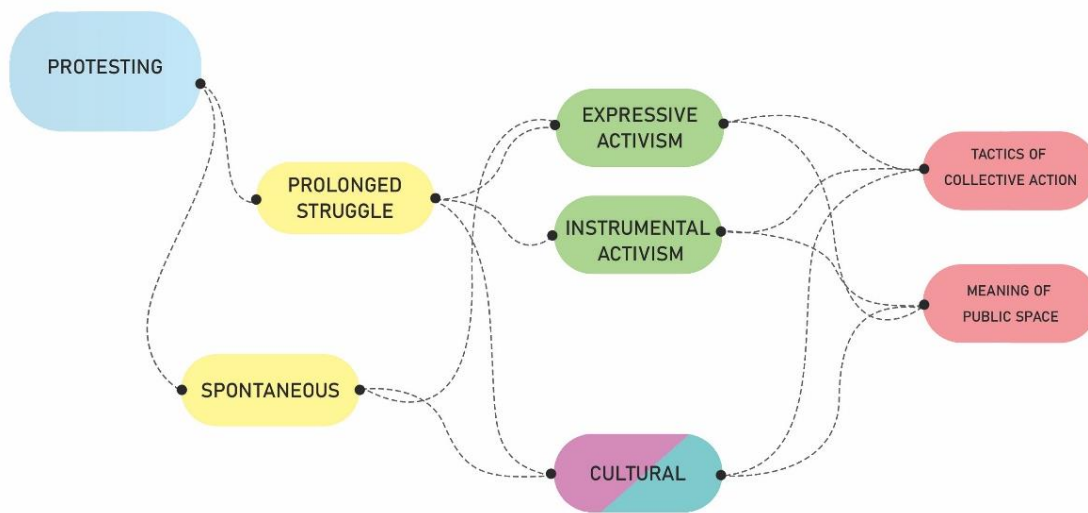 PROTESTING
PROLONGED
STRUGGLE
SPONTANEOUS
EXPRESSIVE
ACTIVISM
INSTRUMENTAL
ACTIVISM
CULTURAL
TACTICS OF
COLLECTIVE ACTION
MEANING OF
PUBLIC SPACE